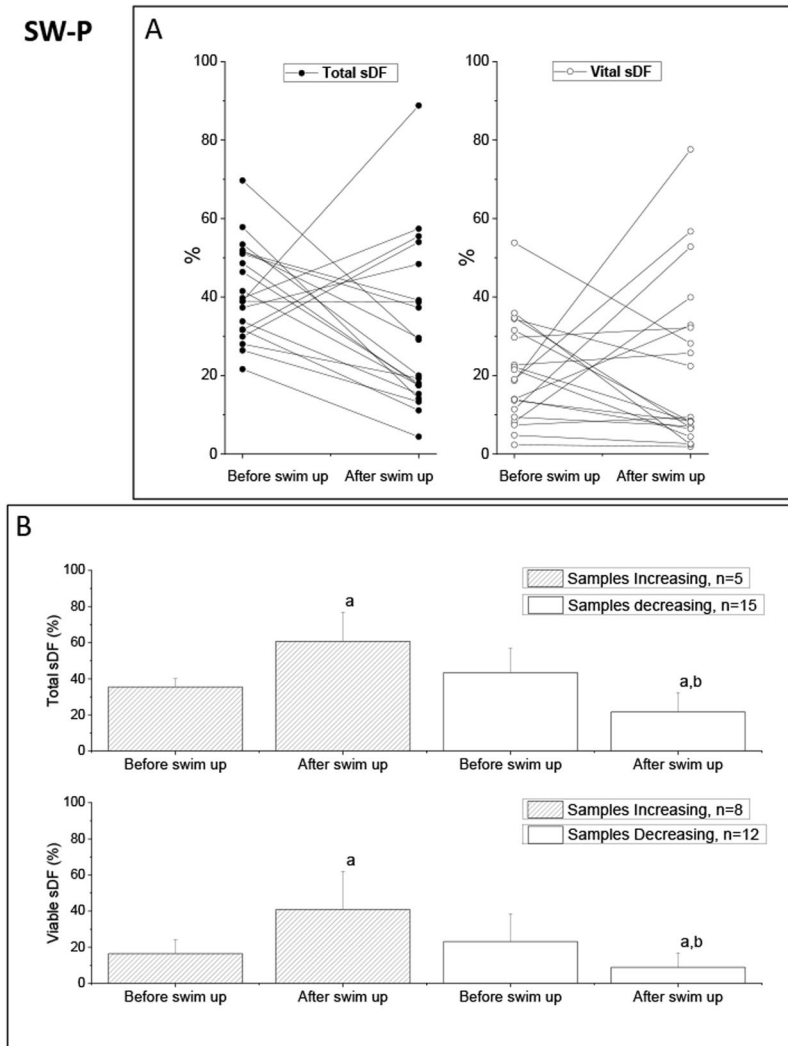 SW-P
A
Total sDF
Vital sDF
100
80
60
40
20
0
%
Before swim up After swim up
100
80
60
40
20
0
%
Before swim up After swim up
B
Samples Increasing, n=5
Samples decreasing, n=15
Total sDF (%)
100
80
60
40
20
0
a
a,b
Before swim up After swim up Before swim up After swim up
Samples Increasing, n=8
Samples Decreasing, n=12
Viable sDF (%)
100
80
60
40
20
0
a
a,b
Before swim up After swim up Before swim up After swim up